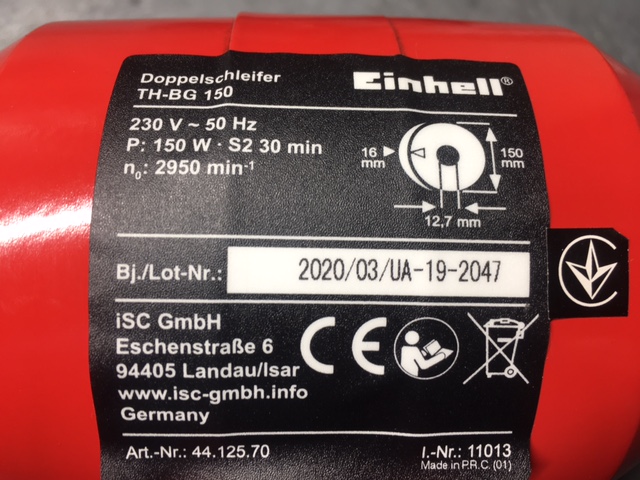 Doppelschleifer
TH-BG 150
Einhell®
230 V ~ 50 Hz
P: 150 W · S2 30 min
n₀: 2950 min⁻¹
16 mm
150 mm
12,7 mm
Bj./Lot-Nr.: 2020/03/UA-19-2047
iSC GmbH
Eschenstraße 6
94405 Landau/Isar
www.isc-gmbh.info
Germany
CE
Art.-Nr.: 44.125.70
I.-Nr.: 11013
Made in P.R.C. (01)